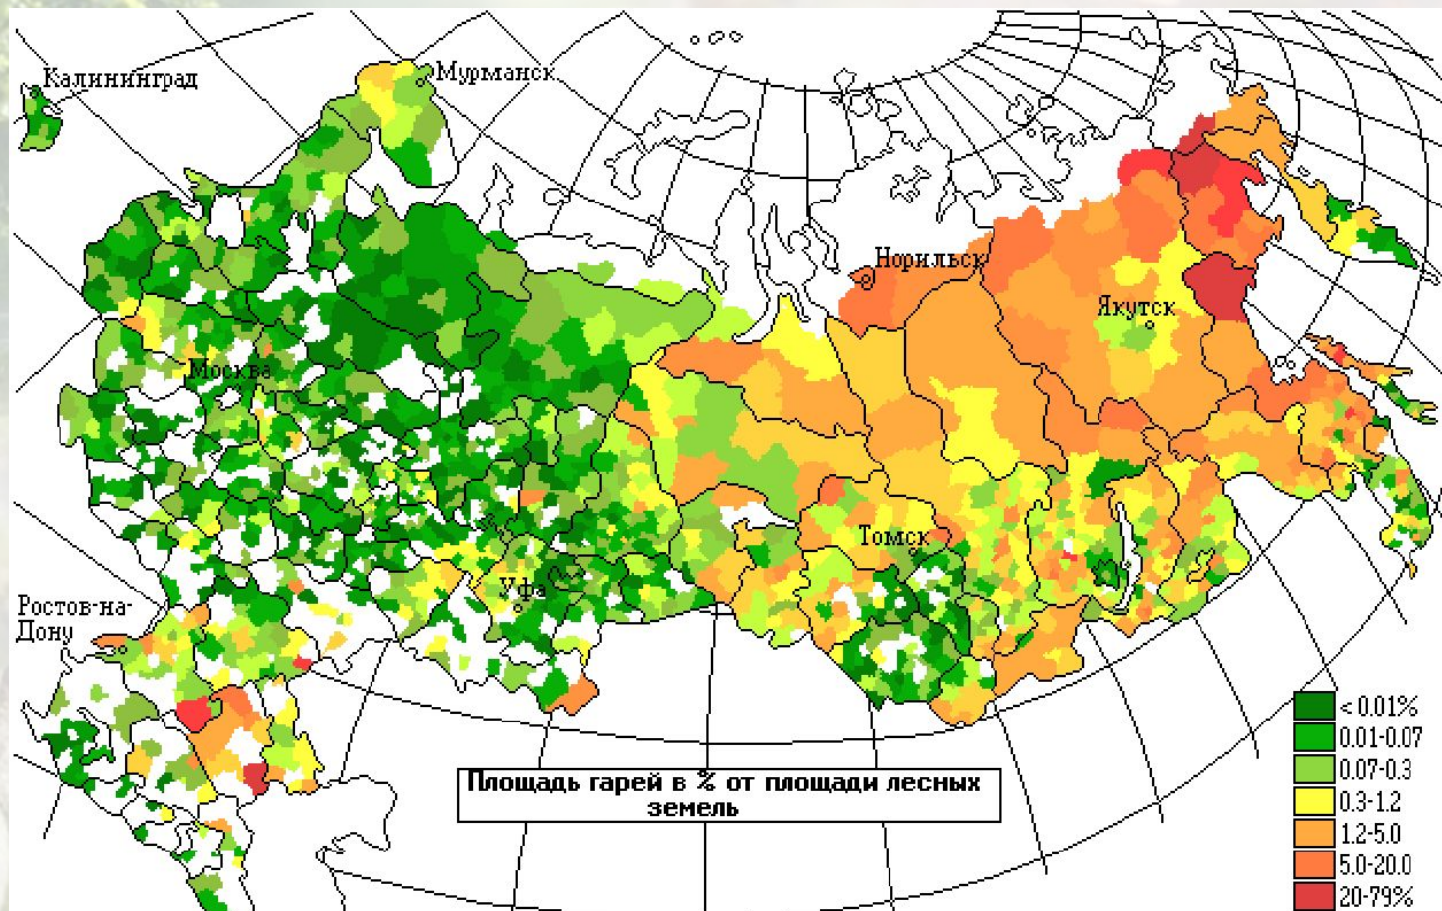 Калининград
Мурманск
Норильск
Якутск
Москва
Томск
Уфа
Ростов-на-
Дону
Площадь гарей в % от площади лесных
земель
< 0.01%
0.01-0.07
0.07-0.3
0.3-1.2
1.2-5.0
5.0-20.0
20-79%